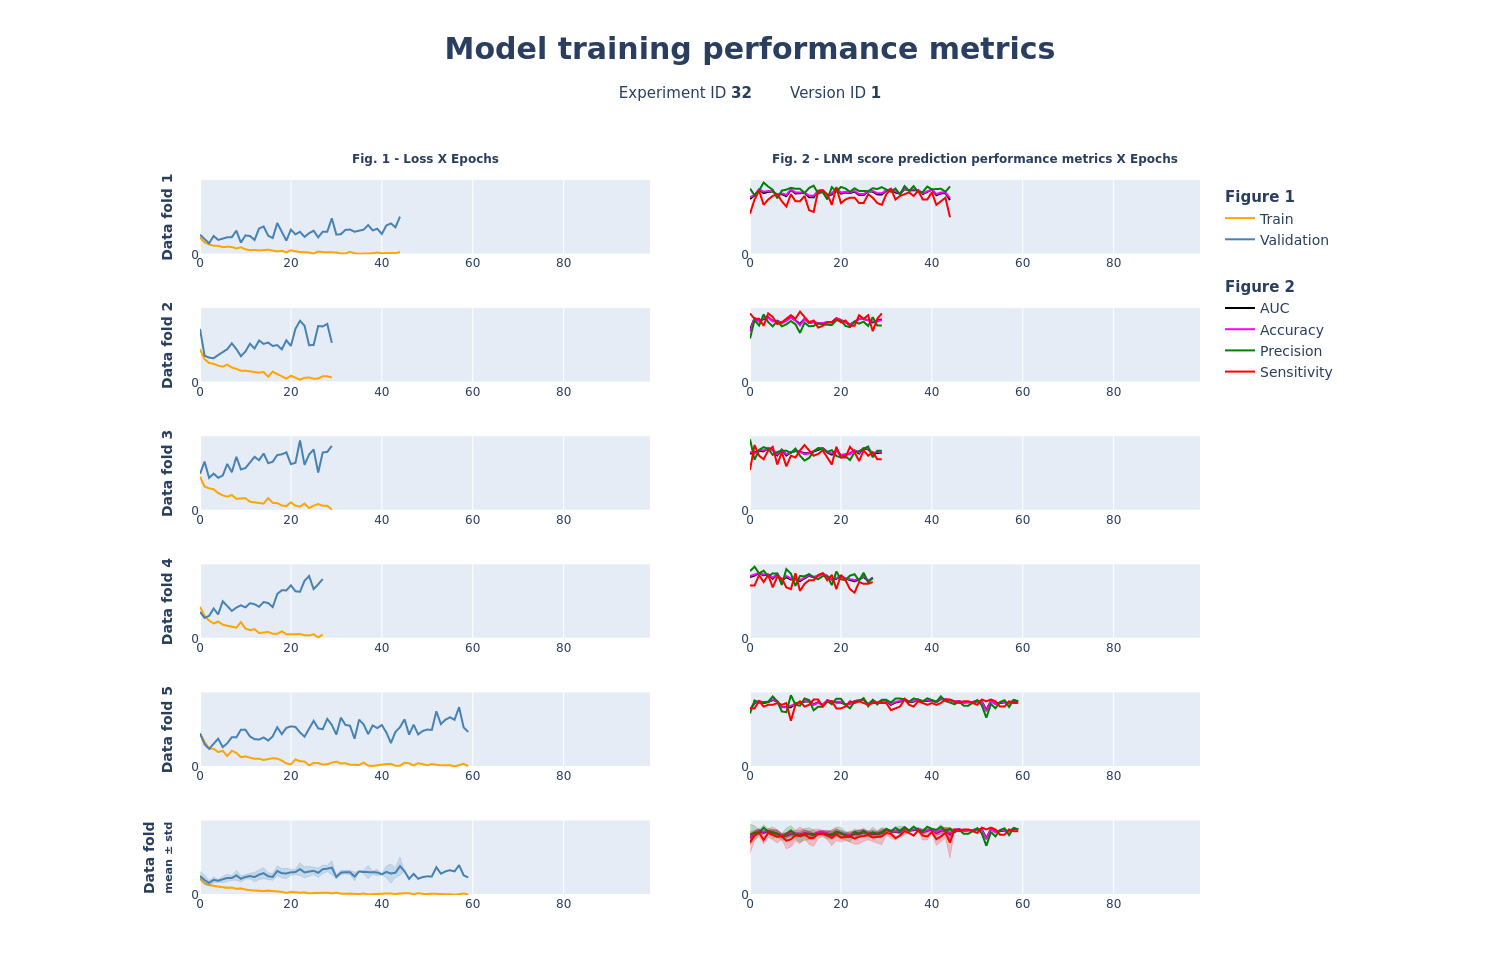 Model training performance metrics
Experiment ID 32 Version ID 1
Fig. 1 - Loss X Epochs
Fig. 2 - LNM score prediction performance metrics X Epochs
Data fold 1
0
0 20 40 60 80
0
0 20 40 60 80
Figure 1
Train
Validation
Figure 2
AUC
Accuracy
Precision
Sensitivity
Data fold 2
0
0 20 40 60 80
0
0 20 40 60 80
Data fold 3
0
0 20 40 60 80
0
0 20 40 60 80
Data fold 4
0
0 20 40 60 80
0
0 20 40 60 80
Data fold 5
0
0 20 40 60 80
0
0 20 40 60 80
Data fold
mean ± std
0
0 20 40 60 80
0
0 20 40 60 80